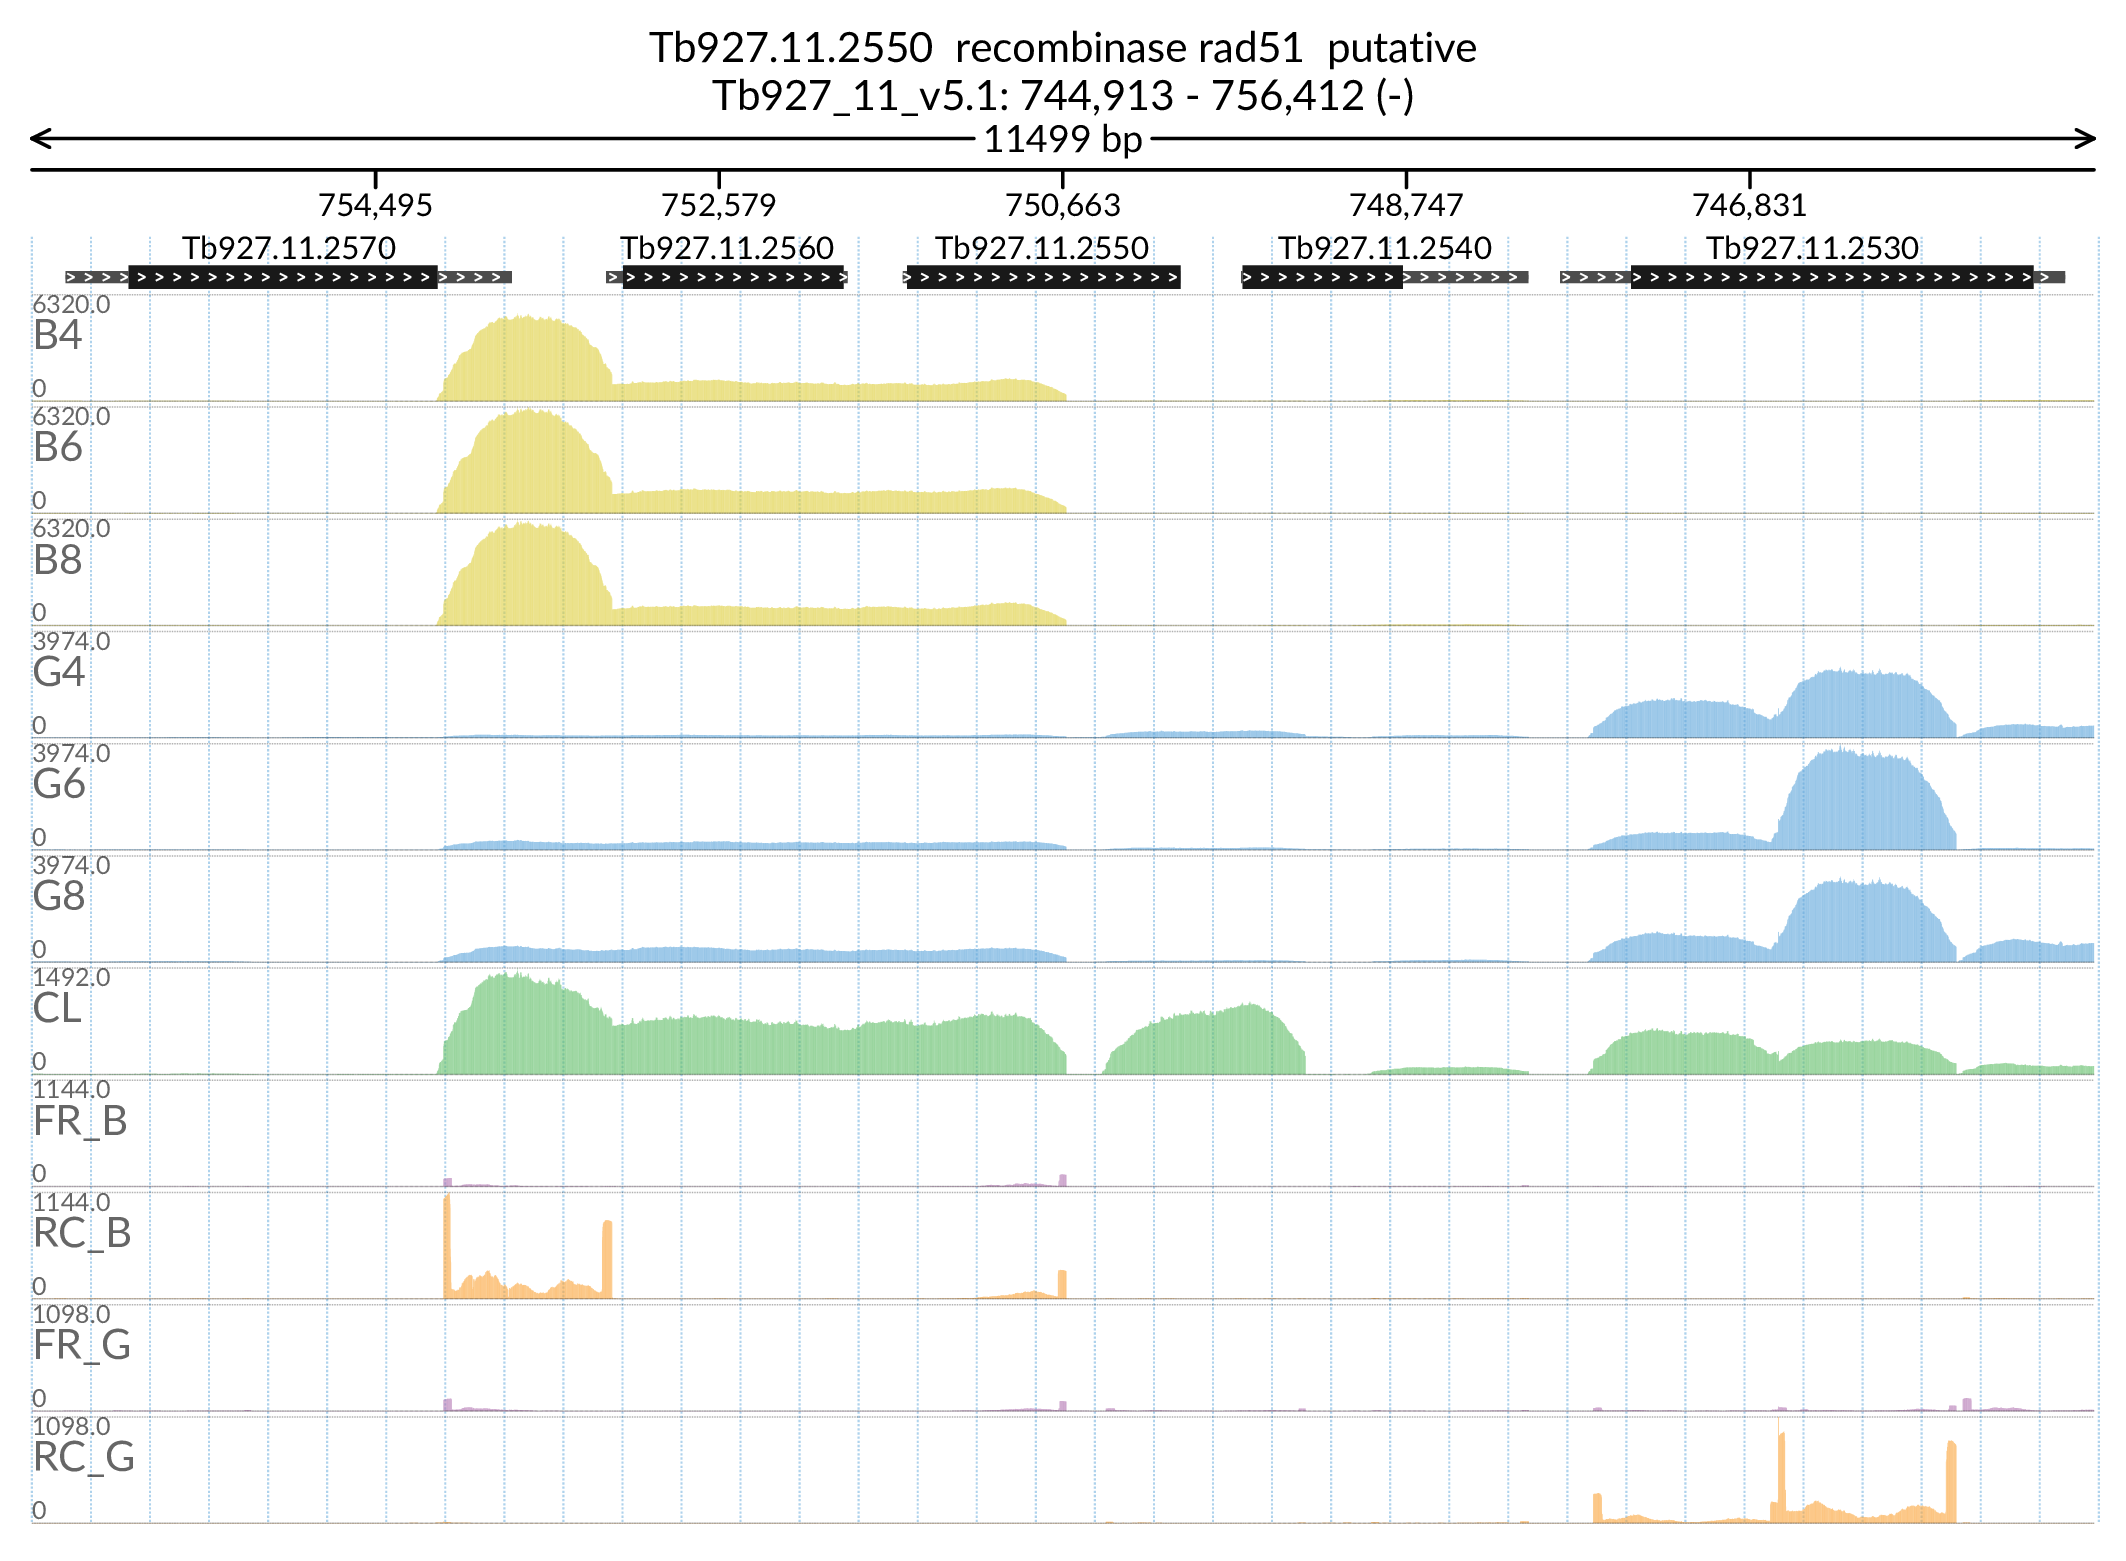 Tb927.11.2550 recombinase rad51 putative
Tb927_11_v5.1: 744,913 - 756,412 (-)
11499 bp
754,495 752,579 750,663 748,747 746,831
Tb927.11.2570 Tb927.11.2560 Tb927.11.2550 Tb927.11.2540 Tb927.11.2530
6320.0
B4
0
6320.0
B6
0
6320.0
B8
0
3974.0
G4
0
3974.0
G6
0
3974.0
G8
0
1492.0
CL
0
1144.0
FR_B
0
1144.0
RC_B
0
1098.0
FR_G
0
1098.0
RC_G
0